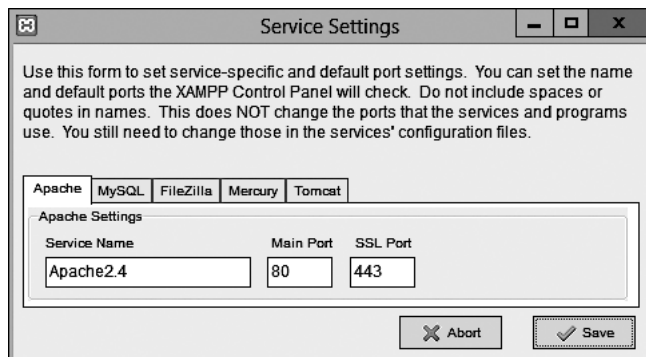 Service Settings
Use this form to set service-specific and default port settings. You can set the name
and default ports the XAMPP Control Panel will check. Do not include spaces or
quotes in names. This does NOT change the ports that the services and programs
use. You still need to change those in the services' configuration files.
Apache MySQL FileZilla Mercury Tomcat
Apache Settings
Service Name Main Port SSL Port
Apache2.4 80 443
Abort Save